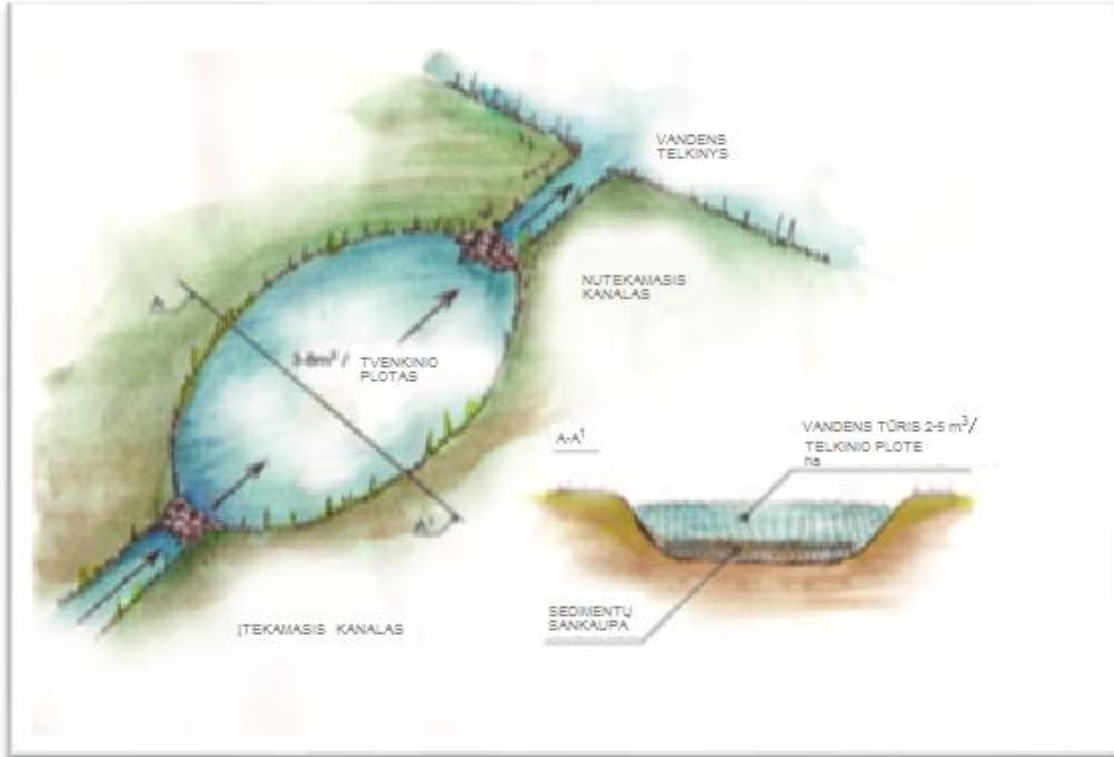 VANDENS
TELKINYS
NUTEKAMASIS
KANALAS
A
TVENKINIO
PLOTAS
A-A¹
VANDENS TŪRIS 2-5 m³/
TELKINIO PLOTE
ha
A¹
SEDIMENTŲ
SANKAUPA
ĮTEKAMASIS KANALAS